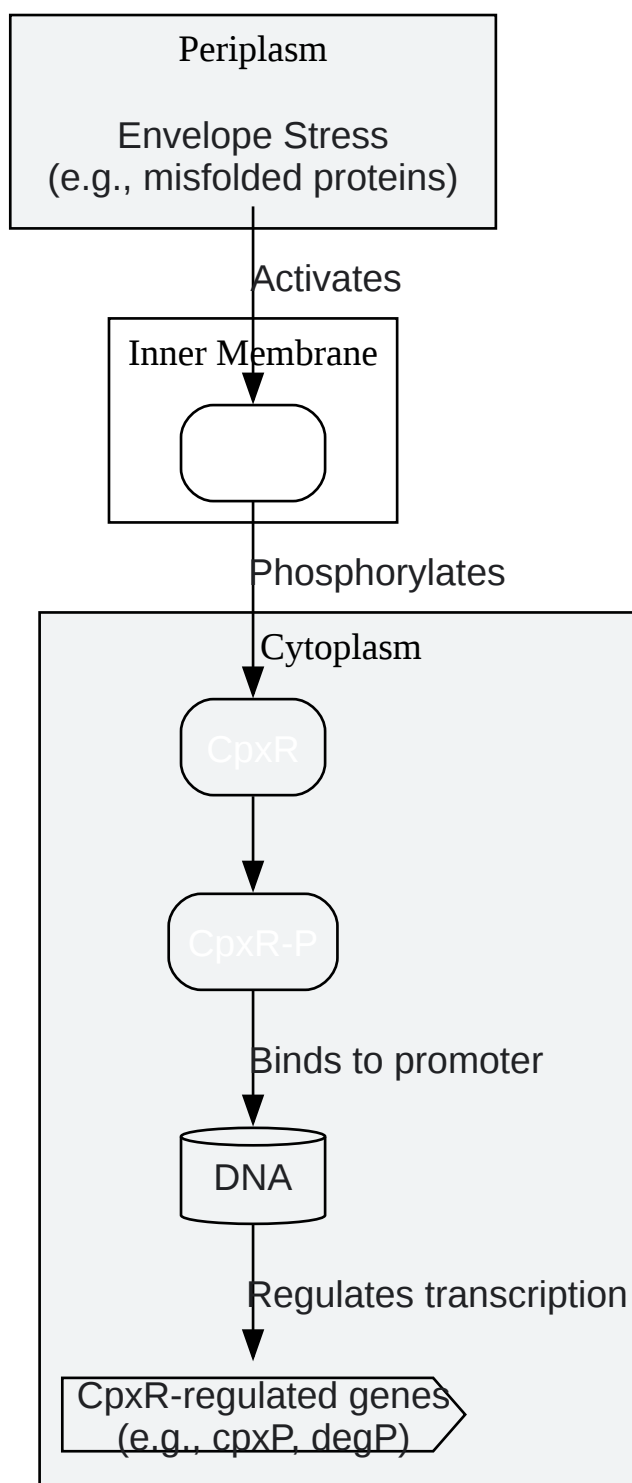 Periplasm
Envelope Stress
(e.g., misfolded proteins)
Activates
Inner Membrane
Phosphorylates
Cytoplasm
CpxR
CpxR-P
Binds to promoter
DNA
Regulates transcription
CpxR-regulated genes
(e.g., cpxP, degP)